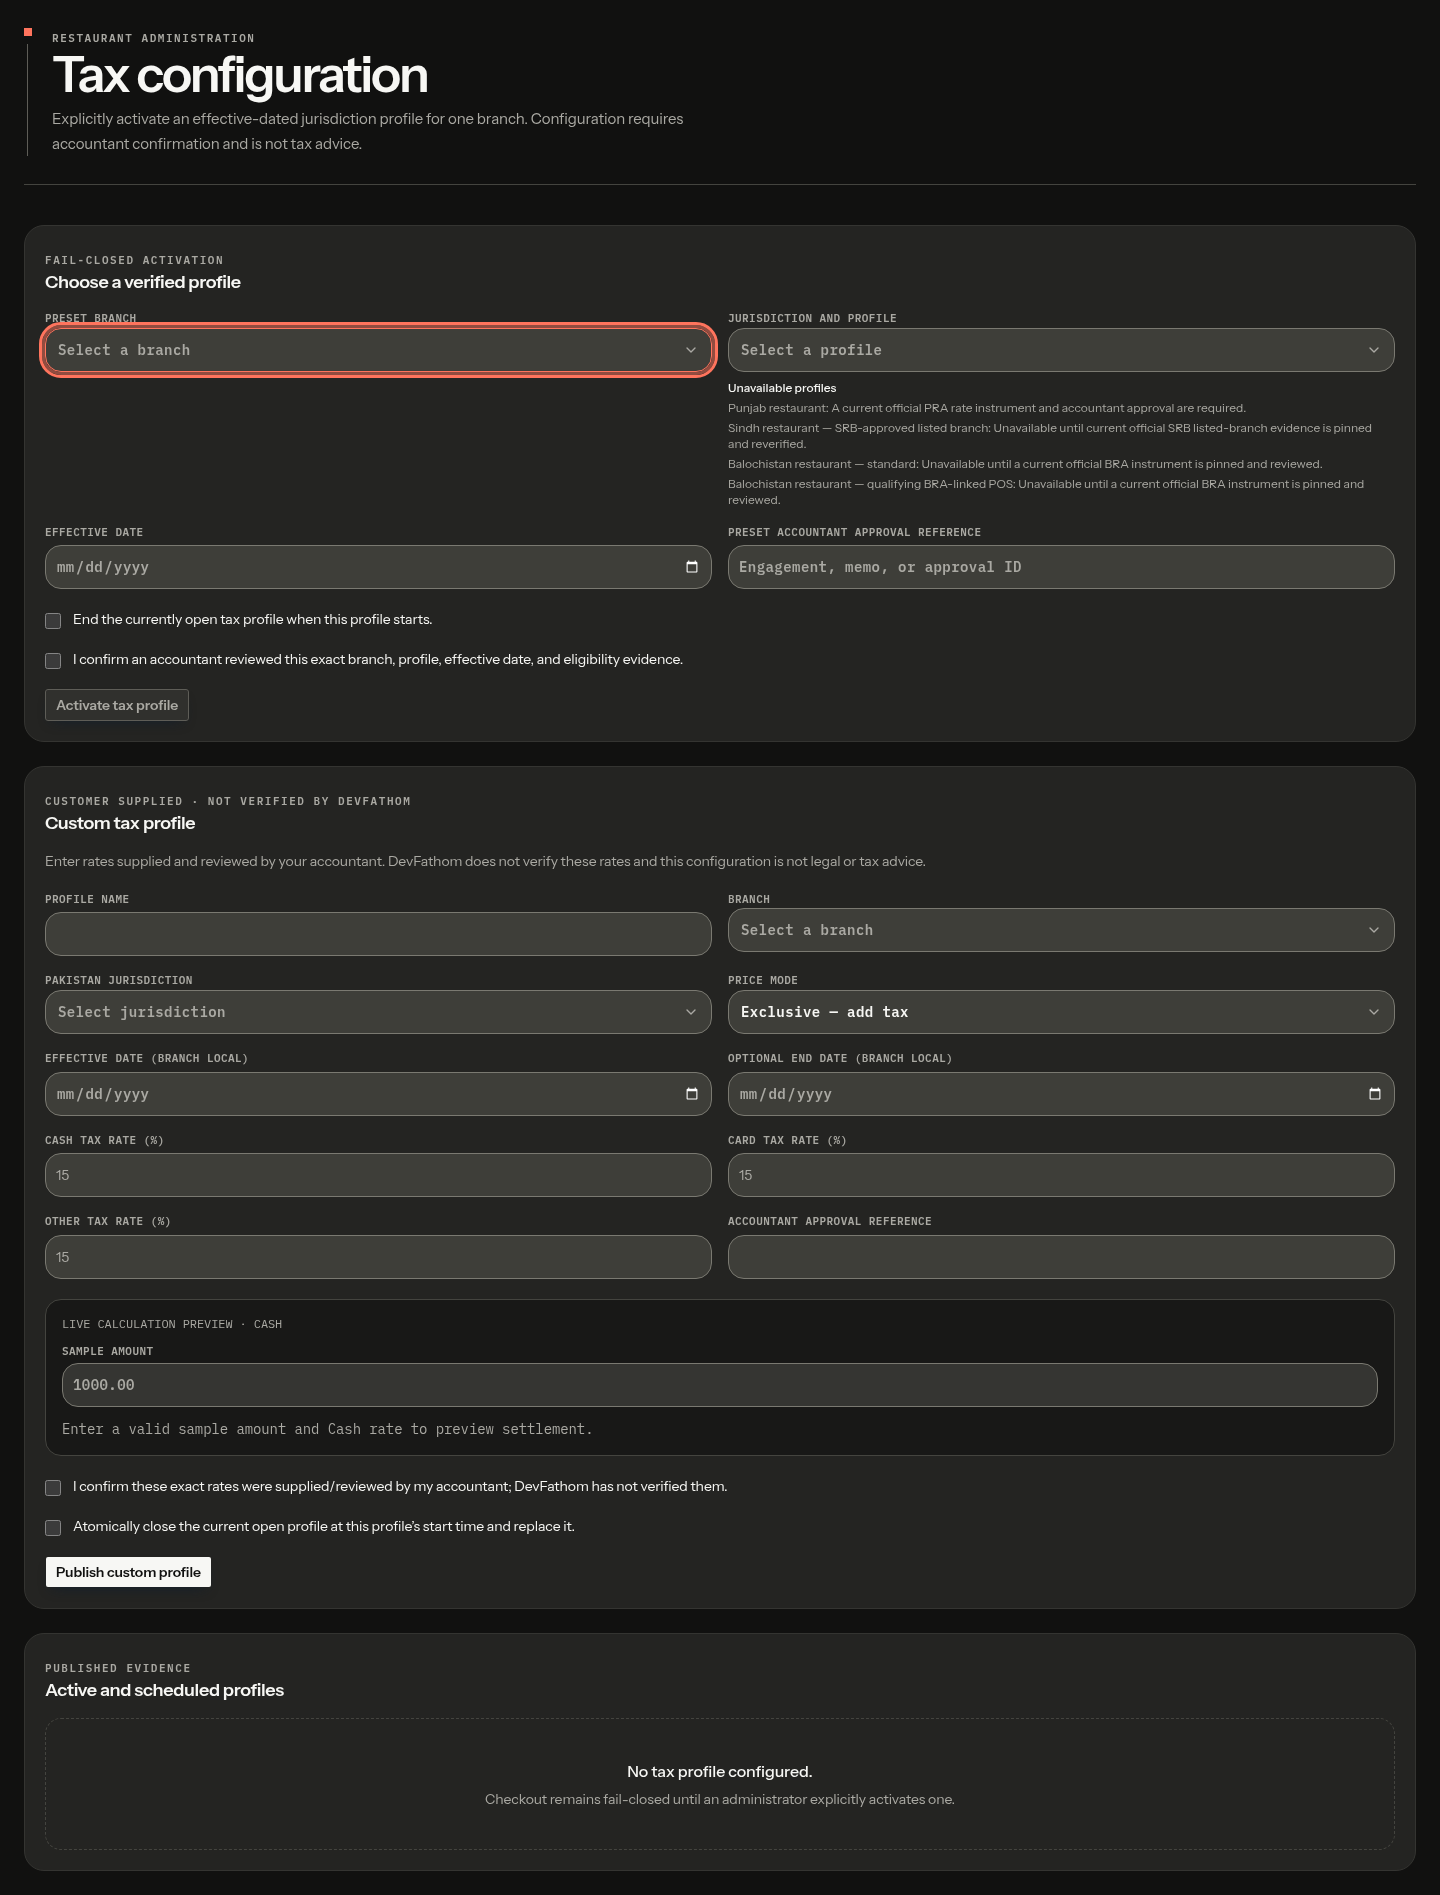 RESTAURANT ADMINISTRATION
Tax configuration
Explicitly activate an effective-dated jurisdiction profile for one branch. Configuration requires
accountant confirmation and is not tax advice.
FAIL-CLOSED ACTIVATION
Choose a verified profile
PRESET BRANCH
Select a branch
JURISDICTION AND PROFILE
Select a profile
Unavailable profiles
Punjab restaurant: A current official PRA rate instrument and accountant approval are required.
Sindh restaurant — SRB-approved listed branch: Unavailable until current official SRB listed-branch evidence is pinned
and reverified.
Balochistan restaurant — standard: Unavailable until a current official BRA instrument is pinned and reviewed.
Balochistan restaurant — qualifying BRA-linked POS: Unavailable until a current official BRA instrument is pinned and
reviewed.
EFFECTIVE DATE
mm/dd/yyyy
PRESET ACCOUNTANT APPROVAL REFERENCE
Engagement, memo, or approval ID
End the currently open tax profile when this profile starts.
I confirm an accountant reviewed this exact branch, profile, effective date, and eligibility evidence.
Activate tax profile
CUSTOMER SUPPLIED · NOT VERIFIED BY DEVFATHOM
Custom tax profile
Enter rates supplied and reviewed by your accountant. DevFathom does not verify these rates and this configuration is not legal or tax advice.
PROFILE NAME
BRANCH
Select a branch
PAKISTAN JURISDICTION
Select jurisdiction
PRICE MODE
Exclusive — add tax
EFFECTIVE DATE (BRANCH LOCAL)
mm/dd/yyyy
OPTIONAL END DATE (BRANCH LOCAL)
mm/dd/yyyy
CASH TAX RATE (%)
15
CARD TAX RATE (%)
15
OTHER TAX RATE (%)
15
ACCOUNTANT APPROVAL REFERENCE
LIVE CALCULATION PREVIEW · CASH
SAMPLE AMOUNT
1000.00
Enter a valid sample amount and Cash rate to preview settlement.
I confirm these exact rates were supplied/reviewed by my accountant; DevFathom has not verified them.
Atomically close the current open profile at this profile’s start time and replace it.
Publish custom profile
PUBLISHED EVIDENCE
Active and scheduled profiles
No tax profile configured.
Checkout remains fail-closed until an administrator explicitly activates one.